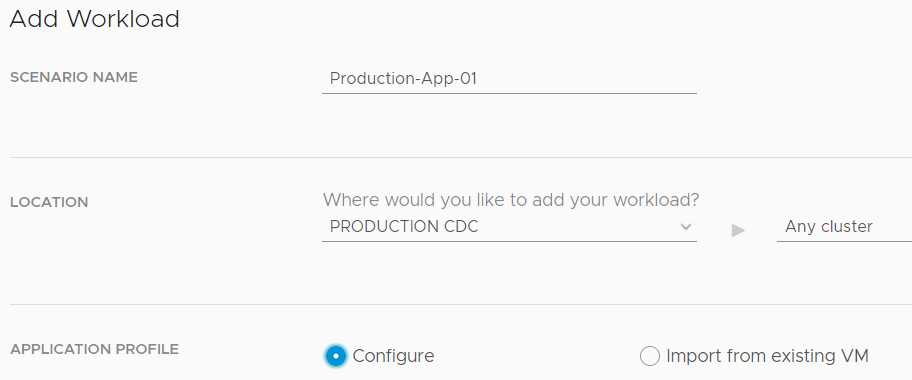 Add Workload
SCENARIO NAME
Production-App-01
LOCATION
Where would you like to add your workload?
PRODUCTION CDC
Any cluster
APPLICATION PROFILE
Configure
Import from existing VM